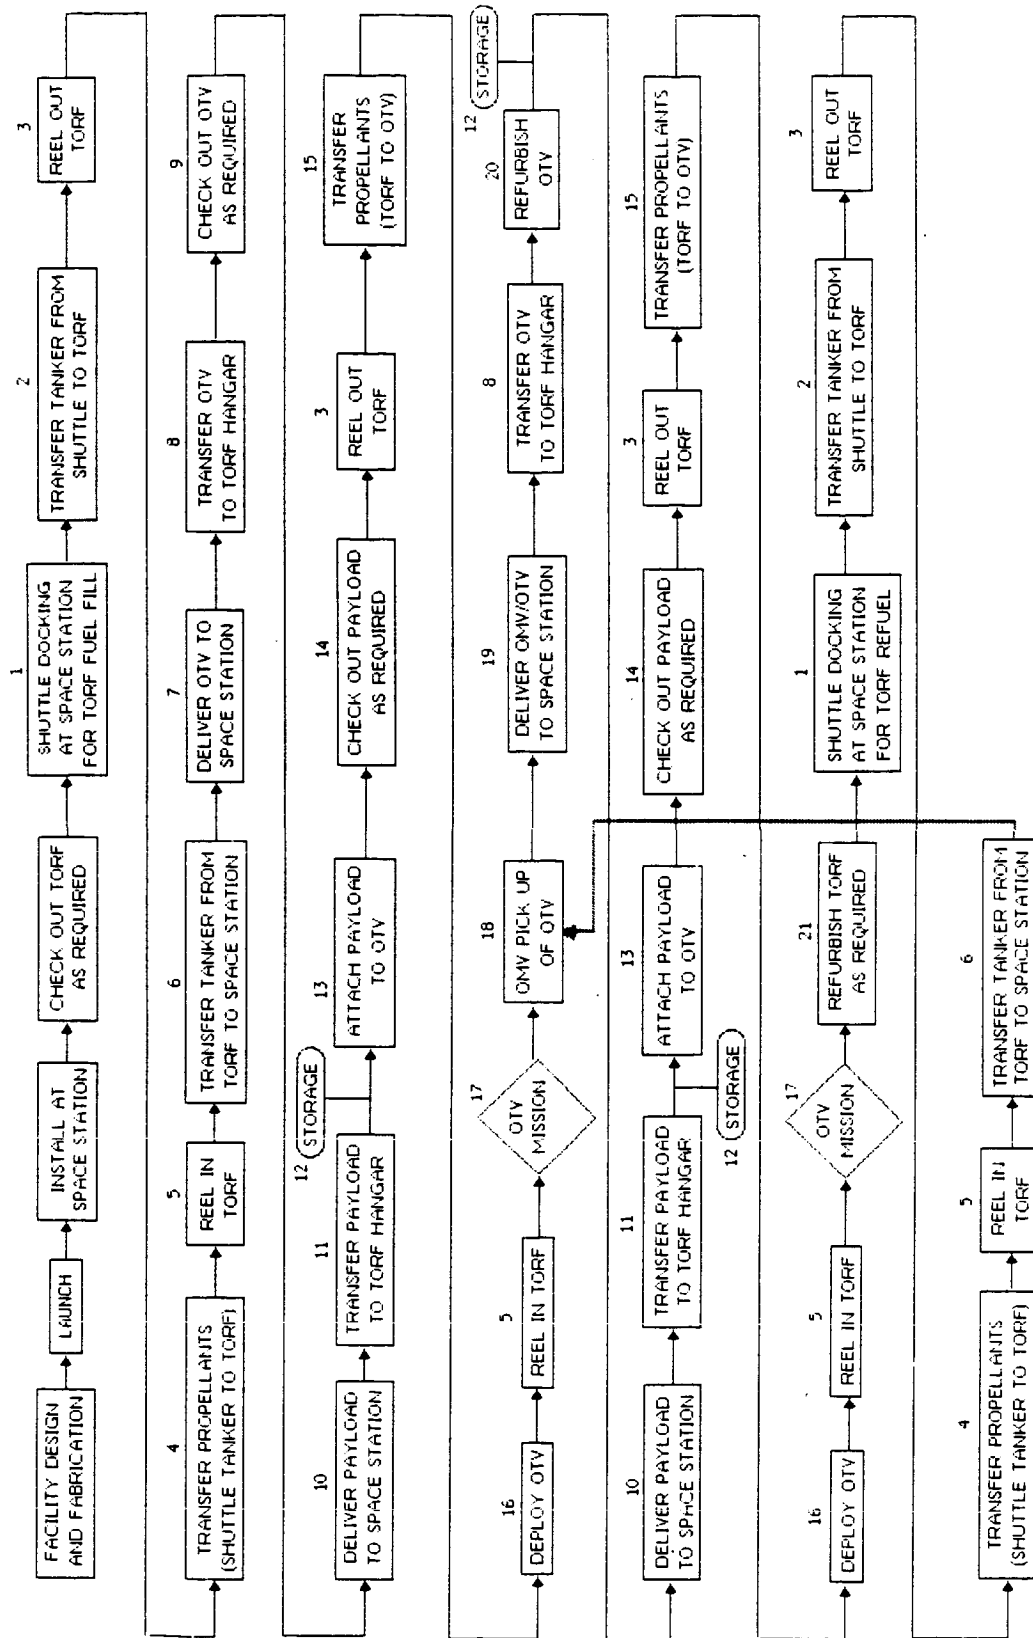 FACILITY DESIGN
AND FABRICATION
LAUNCH
INSTALL AT
SPACE STATION
CHECK OUT TORF
AS REQUIRED
1
SHUTTLE DOCKING
AT SPACE STATION
FOR TORF FUEL FILL
2
TRANSFER TANKER FROM
SHUTTLE TO TORF
3
REEL OUT
TORF
4
TRANSFER PROPELLANTS
(SHUTTLE TANKER TO TORF)
5
REEL IN
TORF
6
TRANSFER TANKER FROM
TORF TO SPACE STATION
7
DELIVER OTV TO
SPACE STATION
8
TRANSFER OTV
TO TORF HANGAR
9
CHECK OUT OTV
AS REQUIRED
10
DELIVER PAYLOAD
TO SPACE STATION
11
TRANSFER PAYLOAD
TO TORF HANGAR
12
STORAGE
13
ATTACH PAYLOAD
TO OTV
14
CHECK OUT PAYLOAD
AS REQUIRED
3
REEL OUT
TORF
15
TRANSFER
PROPELLANTS
(TORF TO OTV)
16
DEPLOY OTV
5
REEL IN TORF
17
OTV
MISSION
18
OMV PICK UP
OF OTV
19
DELIVER OMV/OTV
TO SPACE STATION
8
TRANSFER OTV
TO TORF HANGAR
20
REFURBISH
OTV
12
STORAGE
10
DELIVER PAYLOAD
TO SPACE STATION
11
TRANSFER PAYLOAD
TO TORF HANGAR
12
STORAGE
13
ATTACH PAYLOAD
TO OTV
14
CHECK OUT PAYLOAD
AS REQUIRED
3
REEL OUT
TORF
15
TRANSFER PROPELLANTS
(TORF TO OTV)
16
DEPLOY OTV
5
REEL IN TORF
17
OTV
MISSION
21
REFURBISH TORF
AS REQUIRED
1
SHUTTLE DOCKING
AT SPACE STATION
FOR TORF REFUEL
2
TRANSFER TANKER FROM
SHUTTLE TO TORF
3
REEL OUT
TORF
4
TRANSFER PROPELLANTS
(SHUTTLE TANKER TO TORF)
5
REEL IN
TORF
6
TRANSFER TANKER FROM
TORF TO SPACE STATION